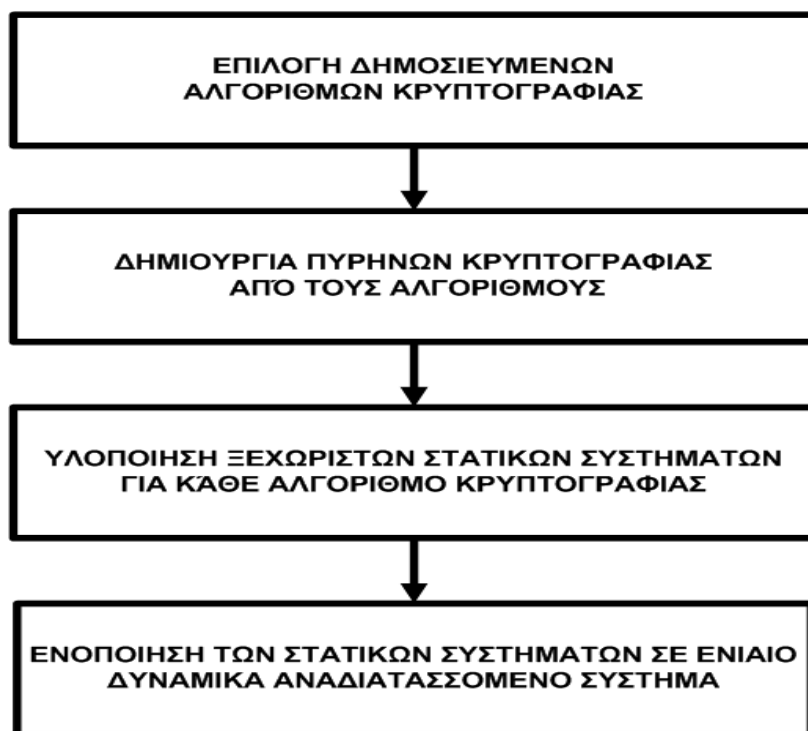 ΕΠΙΛΟΓΗ ΔΗΜΟΣΙΕΥΜΕΝΩΝ
ΑΛΓΟΡΙΘΜΩΝ ΚΡΥΠΤΟΓΡΑΦΙΑΣ
ΔΗΜΙΟΥΡΓΙΑ ΠΥΡΗΝΩΝ ΚΡΥΠΤΟΓΡΑΦΙΑΣ
ΑΠΌ ΤΟΥΣ ΑΛΓΟΡΙΘΜΟΥΣ
ΥΛΟΠΟΙΗΣΗ ΞΕΧΩΡΙΣΤΩΝ ΣΤΑΤΙΚΩΝ ΣΥΣΤΗΜΑΤΩΝ
ΓΙΑ ΚΆΘΕ ΑΛΓΟΡΙΘΜΟ ΚΡΥΠΤΟΓΡΑΦΙΑΣ
ΕΝΟΠΟΙΗΣΗ ΤΩΝ ΣΤΑΤΙΚΩΝ ΣΥΣΤΗΜΑΤΩΝ ΣΕ ΕΝΙΑΙΟ
ΔΥΝΑΜΙΚΑ ΑΝΑΔΙΑΤΑΣΣΟΜΕΝΟ ΣΥΣΤΗΜΑ